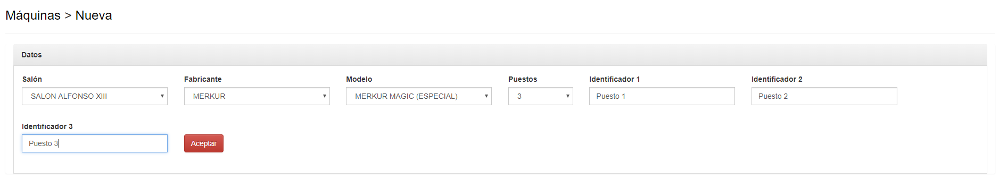 Máquinas > Nueva
Datos
Salón Fabricante Modelo Puestos Identificador 1 Identificador 2
SALON ALFONSO XIII MERKUR MERKUR MAGIC (ESPECIAL) 3 Puesto 1 Puesto 2
Identificador 3
Puesto 3 Aceptar